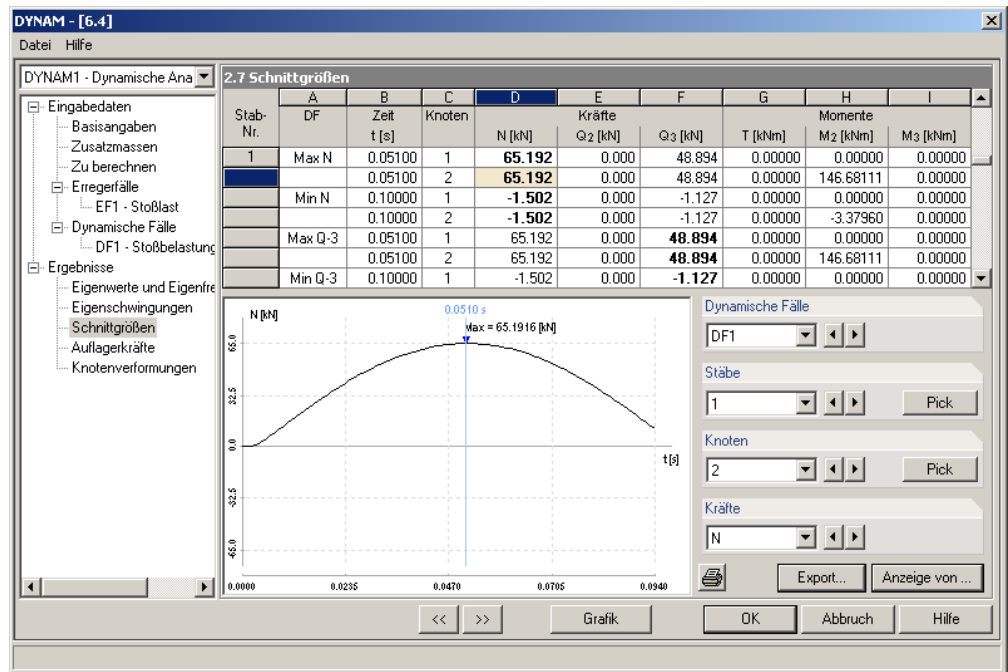 DYNAM - [6.4]
Datei Hilfe
DYNAM1 - Dynamische Ana
Eingabedaten
Basisangaben
Zusatzmassen
Zu berechnen
Erregerfälle
EF1 - Stoßlast
Dynamische Fälle
DF1 - Stoßbelastung
Ergebnisse
Eigenwerte und Eigenfre
Eigenschwingungen
Schnittgrößen
Auflagerkräfte
Knotenverformungen
2.7 Schnittgrößen
A B C D E F G H I
Stab- DF Zeit Knoten Kräfte Momente
Nr. t [s] N [kN] Q2 [kN] Q3 [kN] T [kNm] M2 [kNm] M3 [kNm]
1 Max N 0.05100 1 65.192 0.000 48.894 0.00000 0.00000 0.00000
0.05100 2 65.192 0.000 48.894 0.00000 146.68111 0.00000
Min N 0.10000 1 -1.502 0.000 -1.127 0.00000 0.00000 0.00000
0.10000 2 -1.502 0.000 -1.127 0.00000 -3.37960 0.00000
Max Q-3 0.05100 1 65.192 0.000 48.894 0.00000 0.00000 0.00000
0.05100 2 65.192 0.000 48.894 0.00000 146.68111 0.00000
Min Q-3 0.10000 1 -1.502 0.000 -1.127 0.00000 0.00000 0.00000
N [kN]
0.0510 s
Max = 65.1916 [kN]
65.0
32.5
0.0
-32.5
-65.0
t [s]
0.0000 0.0235 0.0470 0.0705 0.0940
Dynamische Fälle
DF1
Stäbe
1 Pick
Knoten
2 Pick
Kräfte
N
Export... Anzeige von ...
<< >> Grafik OK Abbruch Hilfe